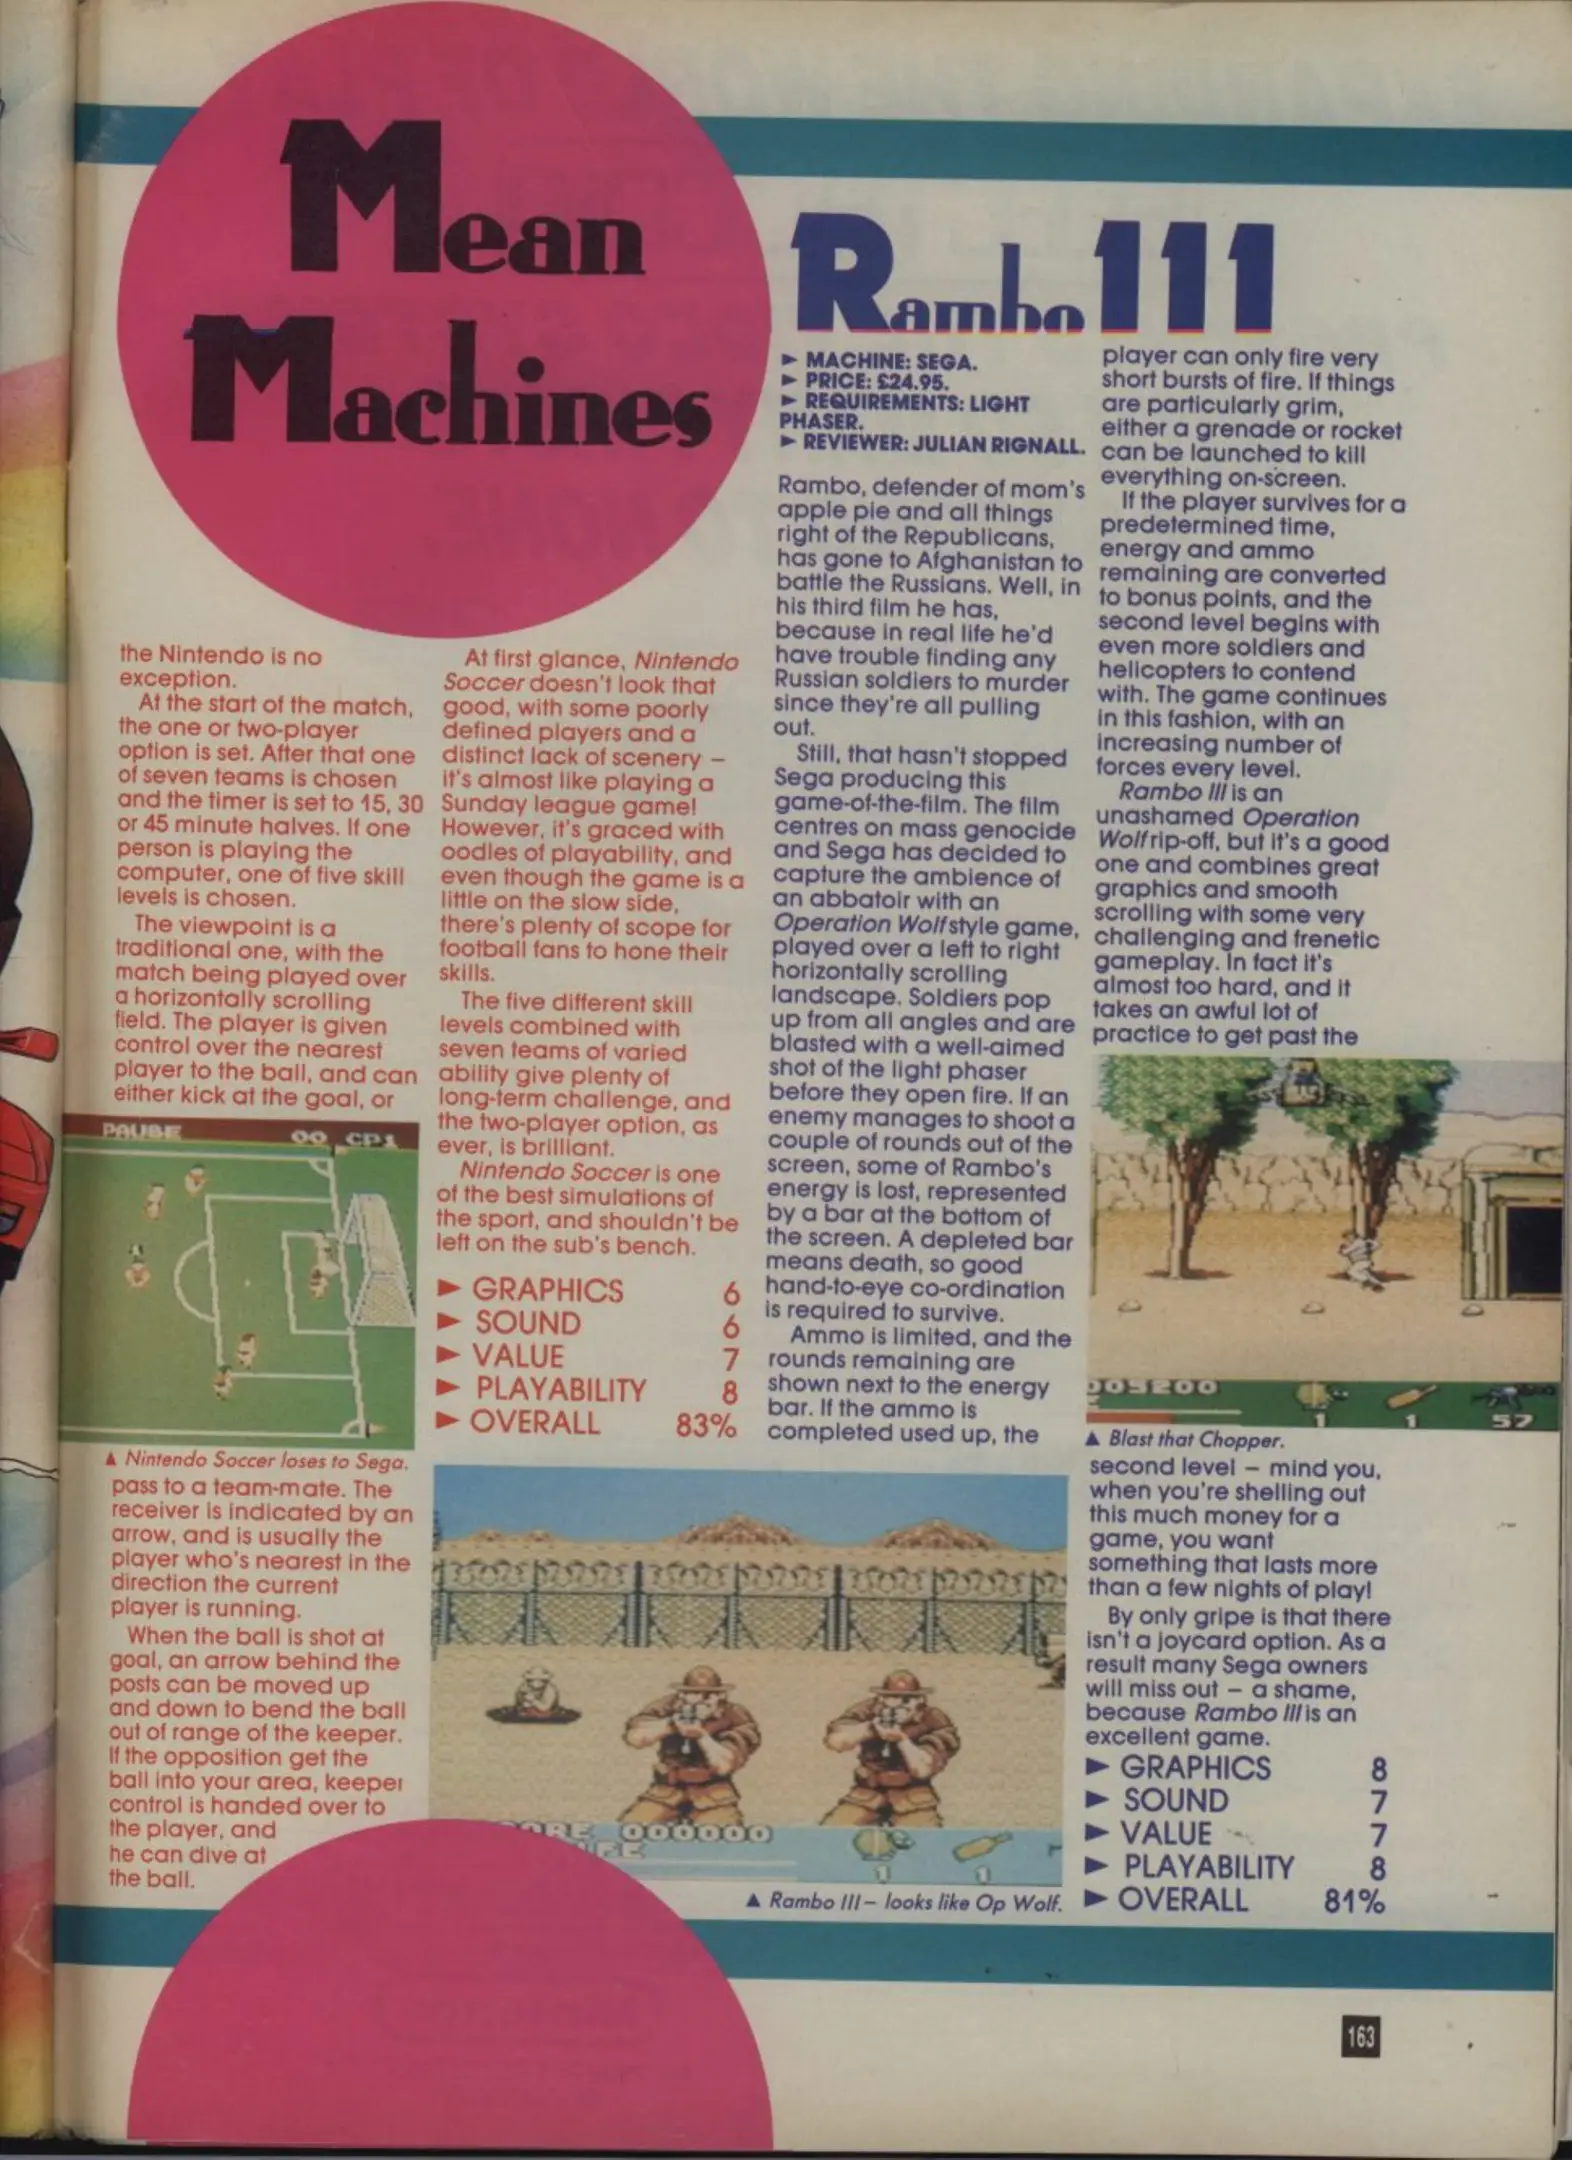 Mean
Machines
the Nintendo is no
exception.
At the start of the match,
the one or two-player
option is set. After that one
of seven teams is chosen
and the timer is set to 15, 30
or 45 minute halves. If one
person is playing the
computer, one of five skill
levels is chosen.
The viewpoint is a
traditional one, with the
match being played over
a horizontally scrolling
field. The player is given
control over the nearest
player to the ball, and can
either kick at the goal, or
PAUSE 00 CP1
▲ Nintendo Soccer loses to Sega.
pass to a team-mate. The
receiver is indicated by an
arrow, and is usually the
player who's nearest in the
direction the current
player is running.
When the ball is shot at
goal, an arrow behind the
posts can be moved up
and down to bend the ball
out of range of the keeper.
If the opposition get the
ball into your area, keeper
control is handed over to
the player, and
he can dive at
the ball.
At first glance, Nintendo
Soccer doesn't look that
good, with some poorly
defined players and a
distinct lack of scenery –
it's almost like playing a
Sunday league game!
However, it's graced with
oodles of playability, and
even though the game is a
little on the slow side,
there's plenty of scope for
football fans to hone their
skills.
The five different skill
levels combined with
seven teams of varied
ability give plenty of
long-term challenge, and
the two-player option, as
ever, is brilliant.
Nintendo Soccer is one
of the best simulations of
the sport, and shouldn't be
left on the sub's bench.
► GRAPHICS 6
► SOUND 6
► VALUE 7
► PLAYABILITY 8
► OVERALL 83%
Rambo III
► MACHINE: SEGA.
► PRICE: £24.95.
► REQUIREMENTS: LIGHT
PHASER.
► REVIEWER: JULIAN RIGNALL.
Rambo, defender of mom's
apple pie and all things
right of the Republicans,
has gone to Afghanistan to
battle the Russians. Well, in
his third film he has,
because in real life he'd
have trouble finding any
Russian soldiers to murder
since they're all pulling
out.
Still, that hasn't stopped
Sega producing this
game-of-the-film. The film
centres on mass genocide
and Sega has decided to
capture the ambience of
an abbatoir with an
Operation Wolf style game,
played over a left to right
horizontally scrolling
landscape. Soldiers pop
up from all angles and are
blasted with a well-aimed
shot of the light phaser
before they open fire. If an
enemy manages to shoot a
couple of rounds out of the
screen, some of Rambo's
energy is lost, represented
by a bar at the bottom of
the screen. A depleted bar
means death, so good
hand-to-eye co-ordination
is required to survive.
Ammo is limited, and the
rounds remaining are
shown next to the energy
bar. If the ammo is
completed used up, the
000000
1 1
▲ Rambo III – looks like Op Wolf.
player can only fire very
short bursts of fire. If things
are particularly grim,
either a grenade or rocket
can be launched to kill
everything on-screen.
If the player survives for a
predetermined time,
energy and ammo
remaining are converted
to bonus points, and the
second level begins with
even more soldiers and
helicopters to contend
with. The game continues
in this fashion, with an
increasing number of
forces every level.
Rambo III is an
unashamed Operation
Wolf rip-off, but it's a good
one and combines great
graphics and smooth
scrolling with some very
challenging and frenetic
gameplay. In fact it's
almost too hard, and it
takes an awful lot of
practice to get past the
003200
1 1 57
▲ Blast that Chopper.
second level – mind you,
when you're shelling out
this much money for a
game, you want
something that lasts more
than a few nights of play!
By only gripe is that there
isn't a joycard option. As a
result many Sega owners
will miss out – a shame,
because Rambo III is an
excellent game.
► GRAPHICS 8
► SOUND 7
► VALUE 7
► PLAYABILITY 8
► OVERALL 81%
163